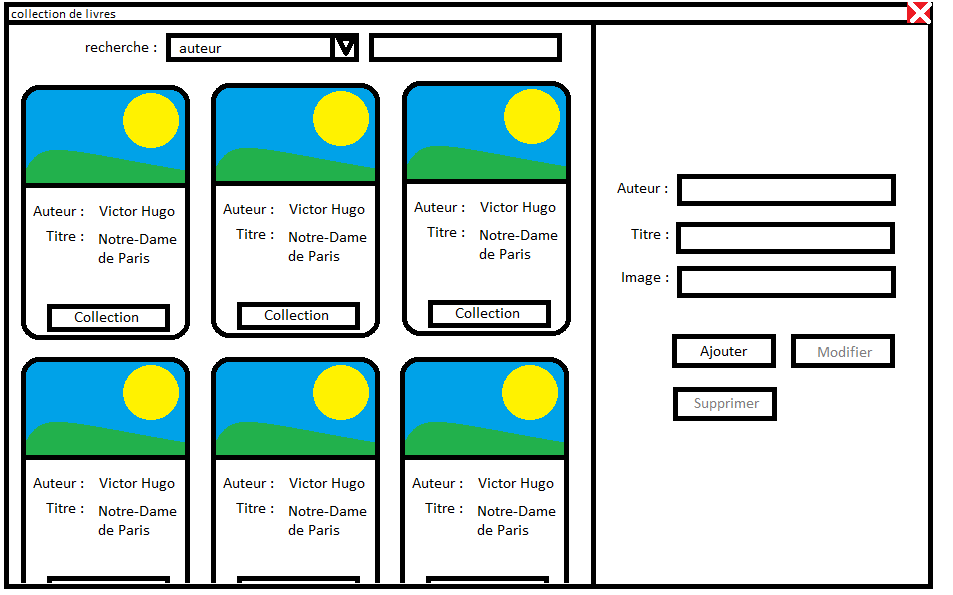 collection de livres
recherche :
auteur
Auteur : Victor Hugo
Titre : Notre-Dame
de Paris
Collection
Auteur : Victor Hugo
Titre : Notre-Dame
de Paris
Collection
Auteur : Victor Hugo
Titre : Notre-Dame
de Paris
Collection
Auteur : Victor Hugo
Titre : Notre-Dame
de Paris
Auteur : Victor Hugo
Titre : Notre-Dame
de Paris
Auteur : Victor Hugo
Titre : Notre-Dame
de Paris
Auteur :
Titre :
Image :
Ajouter
Modifier
Supprimer